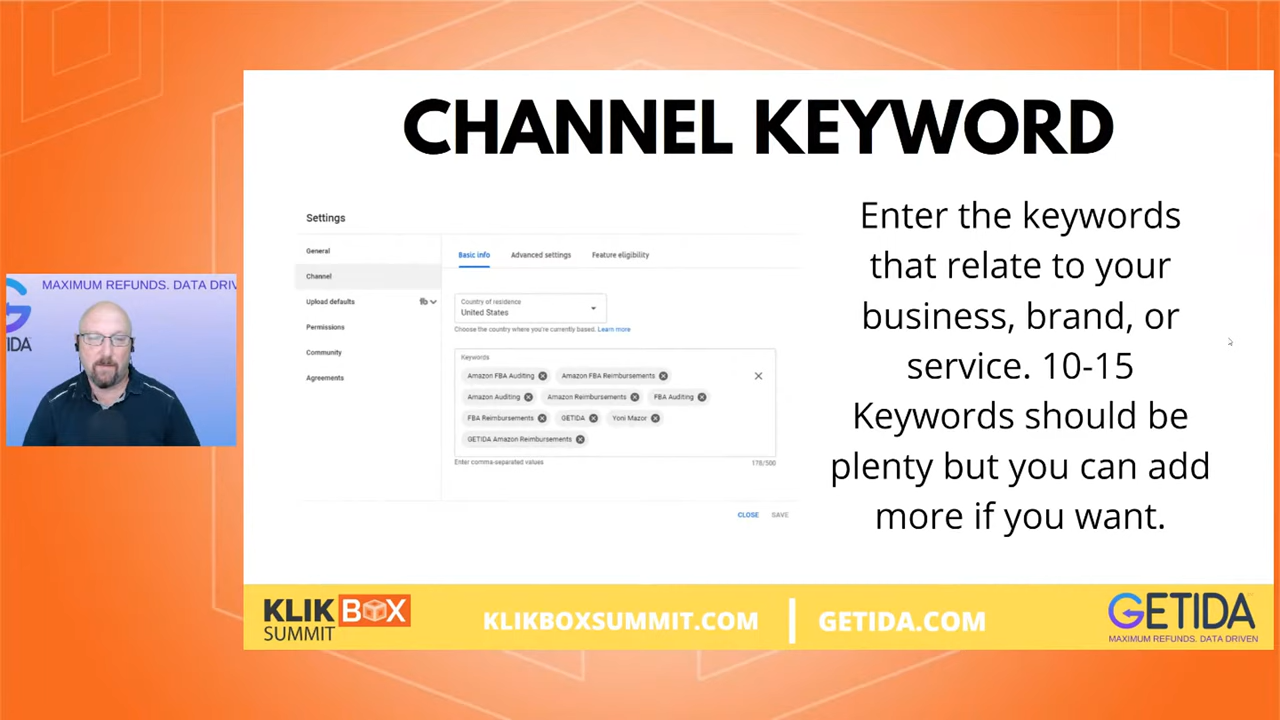 CHANNEL KEYWORD
MAXIMUM REFUNDS. DATA DRIV
TIDA
Settings
General
Channel
Upload defaults
Permissions
Community
Agreements
Basic info
Advanced settings
Feature eligibility
Country of residence
United States
Choose the country where you're currently based. Learn more
Keywords
Amazon FBA Auditing
Amazon FBA Reimbursements
Amazon Auditing
Amazon Reimbursements
FBA Auditing
FBA Reimbursements
GETIDA
Yoni Mazor
GETIDA Amazon Reimbursements
Enter comma-separated values
178/500
CLOSE
SAVE
Enter the keywords
that relate to your
business, brand, or
service. 10-15
Keywords should be
plenty but you can add
more if you want.
KLIKBOX
SUMMIT
KLIKBOXSUMMIT.COM
GETIDA.COM
GETIDA
MAXIMUM REFUNDS. DATA DRIVEN